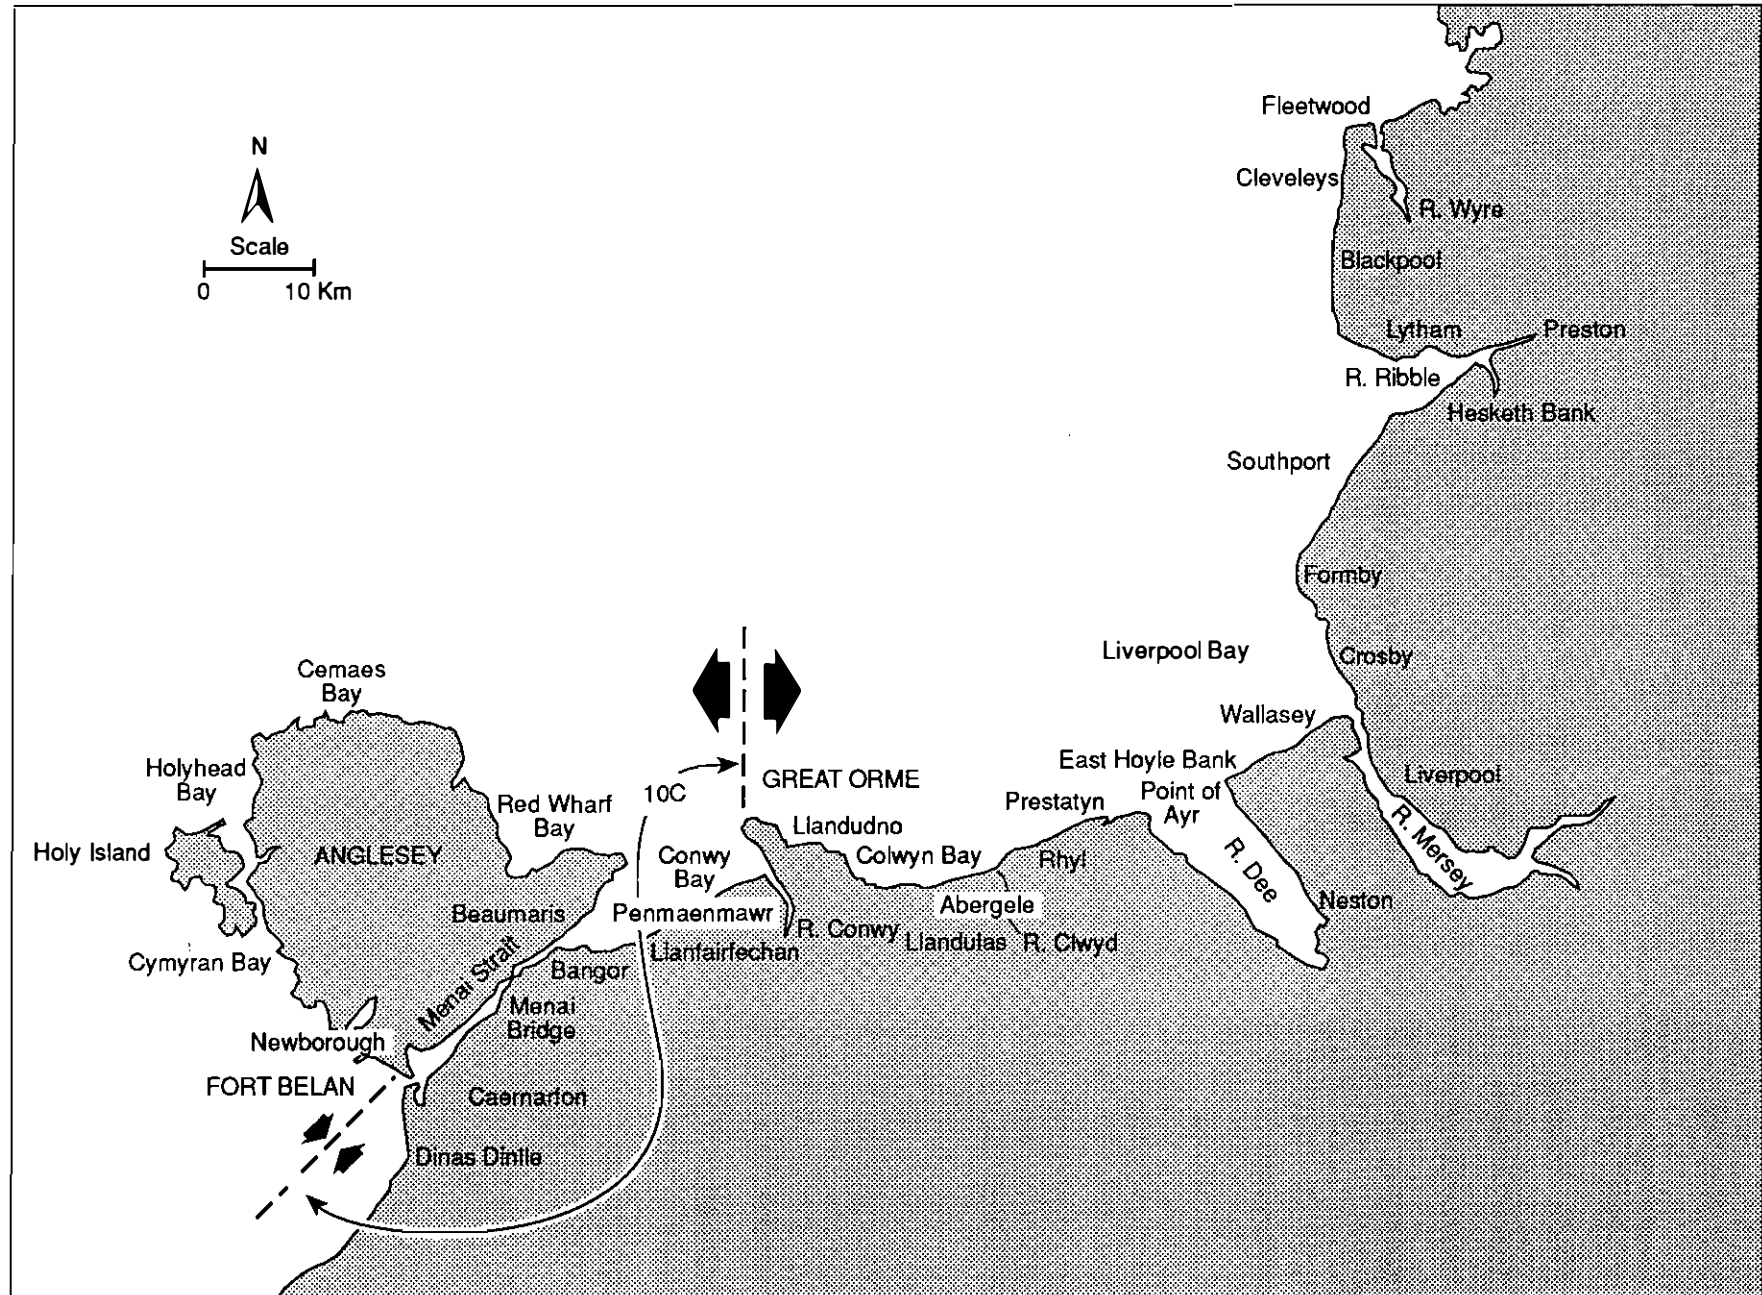 Fleetwood
N
Cleveleys
R. Wyre
Scale
0 10 Km
Blackpool
Lytham
Preston
R. Ribble
Hesketh Bank
Southport
Formby
Liverpool Bay
Crosby
Cemaes
Bay
Wallasey
Holyhead
Bay
East Hoyle Bank
GREAT ORME
10C
Liverpool
Point of
Ayr
Prestatyn
Red Wharf
Bay
Llandudno
R. Mersey
Holy Island
ANGLESEY
Conwy
Bay
Colwyn Bay
Rhyl
R. Dee
Neston
Beaumaris
Penmaenmawr
Abergele
R. Conwy
Llandulas
R. Clwyd
Llanfairfechan
Cymyran Bay
Menai Strait
Bangor
Menai
Bridge
Newborough
FORT BELAN
Caernarfon
Dinas Dinlle